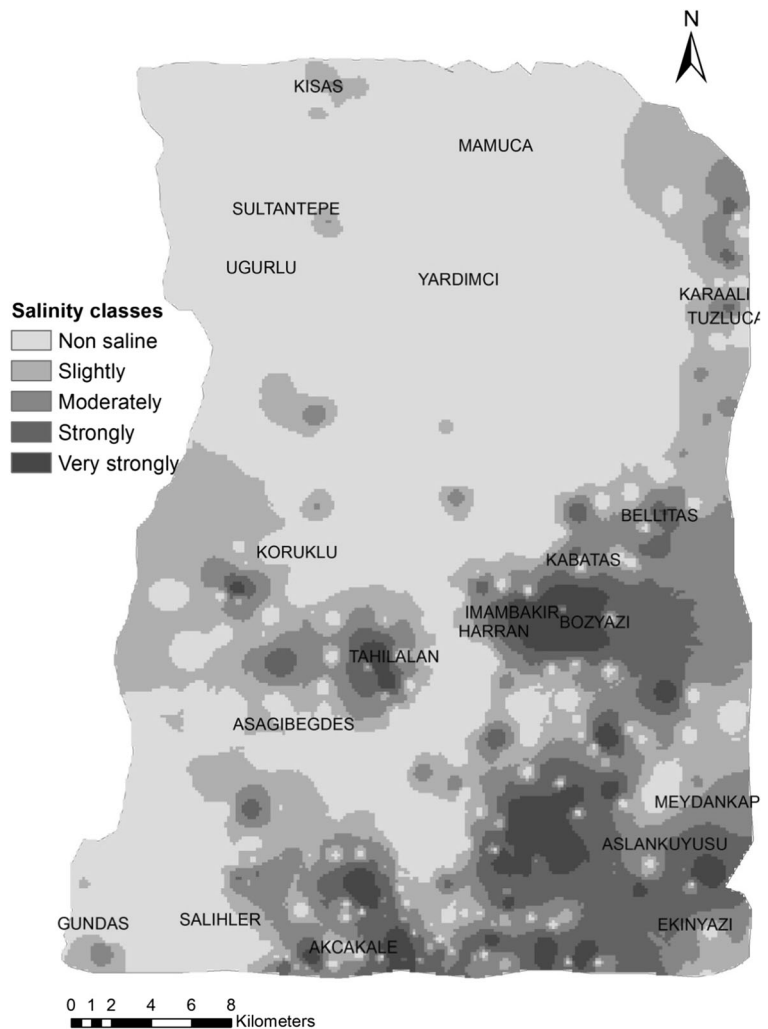 N
KISAS
MAMUCA
SULTANTEPE
UGURLU
YARDIMCI
KARAALI
TUZLUCA
Salinity classes
Non saline
Slightly
Moderately
Strongly
Very strongly
BELLITAS
KORUKLU
KABATAS
IMAMBAKIR
BOZYAZI
HARRAN
TAHILALAN
ASAGIBEGDES
MEYDANKAP
ASLANKUYUSU
GUNDAS
SALIHLER
EKINYAZI
AKCAKALE
0 1 2 4 6 8
Kilometers